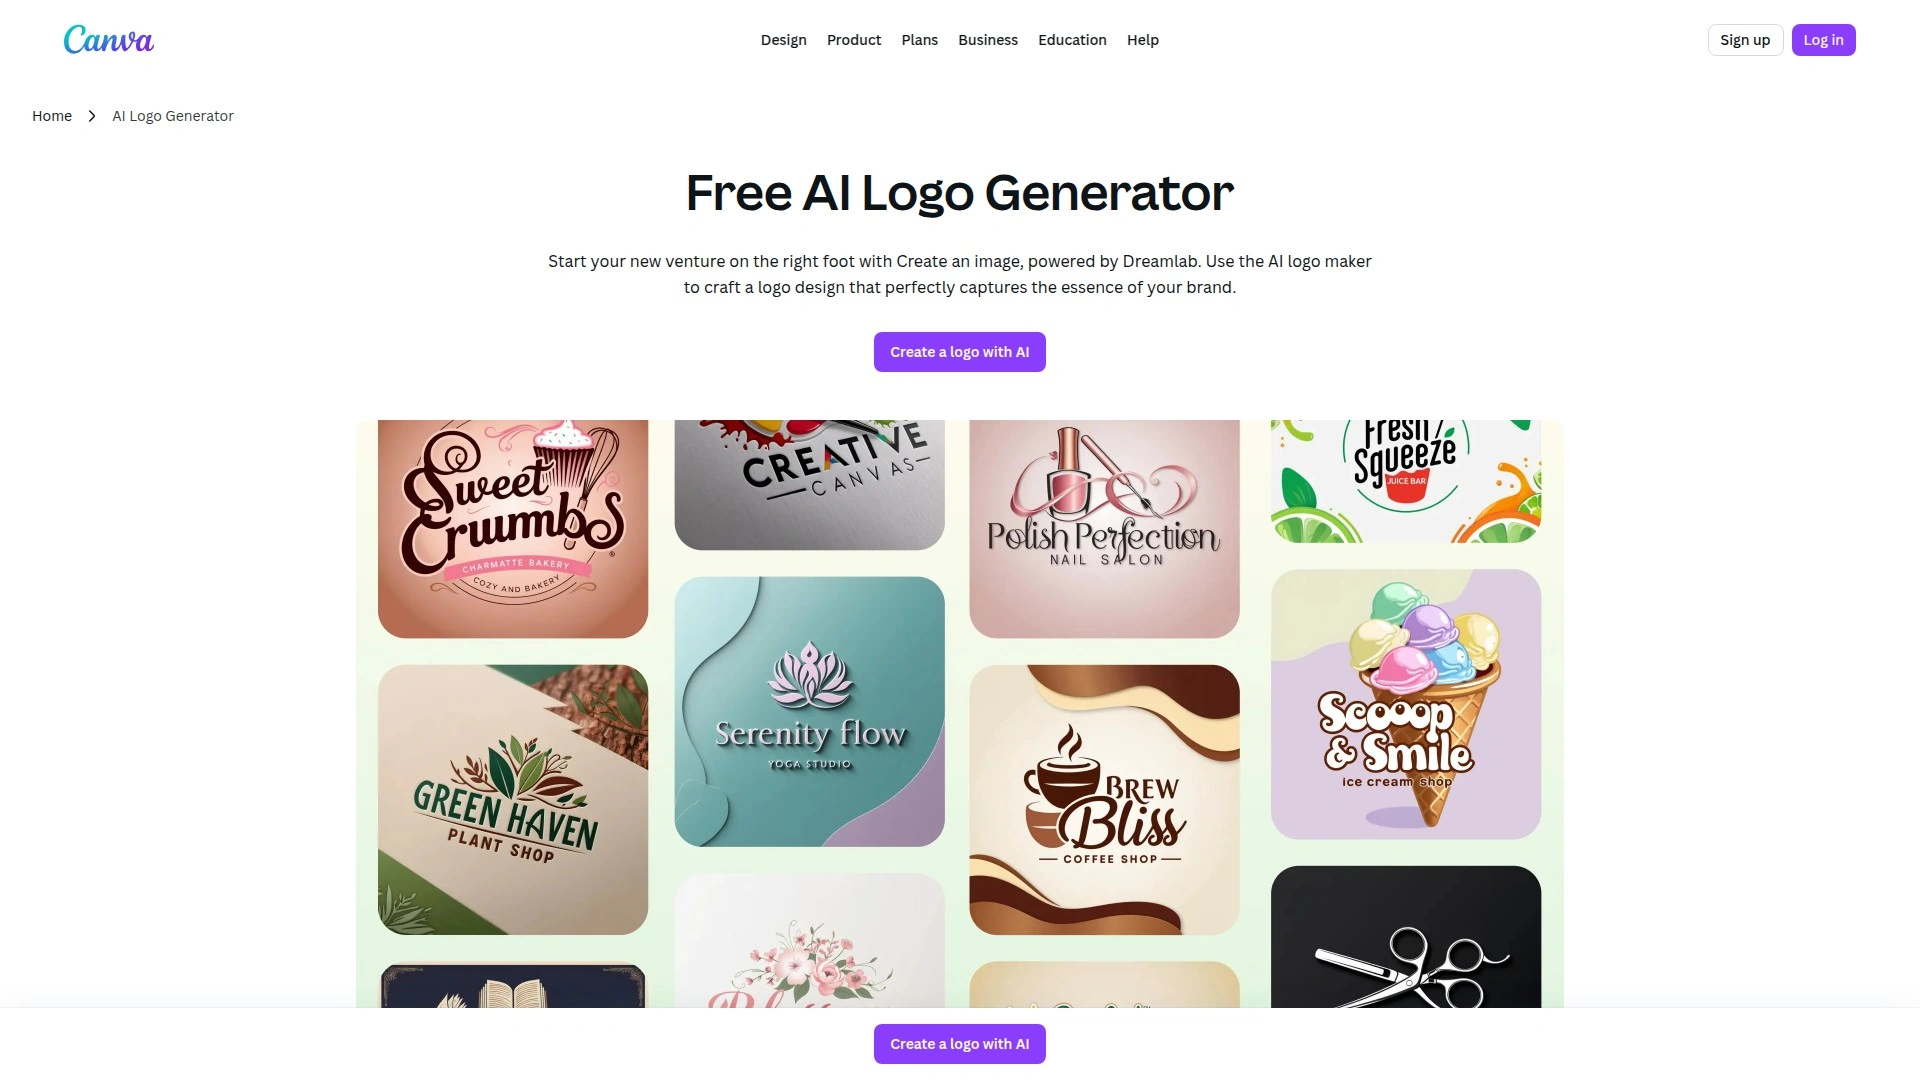 Canva
Design
Product
Plans
Business
Education
Help
Sign up
Log in
Home
AI Logo Generator
Free AI Logo Generator
Start your new venture on the right foot with Create an image, powered by Dreamlab. Use the AI logo maker
to craft a logo design that perfectly captures the essence of your brand.
Create a logo with AI
Sweet
Cruumbs
CHARMATTE BAKERY
COZY AND BAKERY
CREATIVE
CANVAS
Polish Perfection
NAIL SALON
Fresh
Squeeze
JUICE BAR
GREEN HAVEN
PLANT SHOP
Serenity flow
YOGA STUDIO
BREW
Bliss
COFFEE SHOP
Scooop
& Smile
ice cream shop
Create a logo with AI